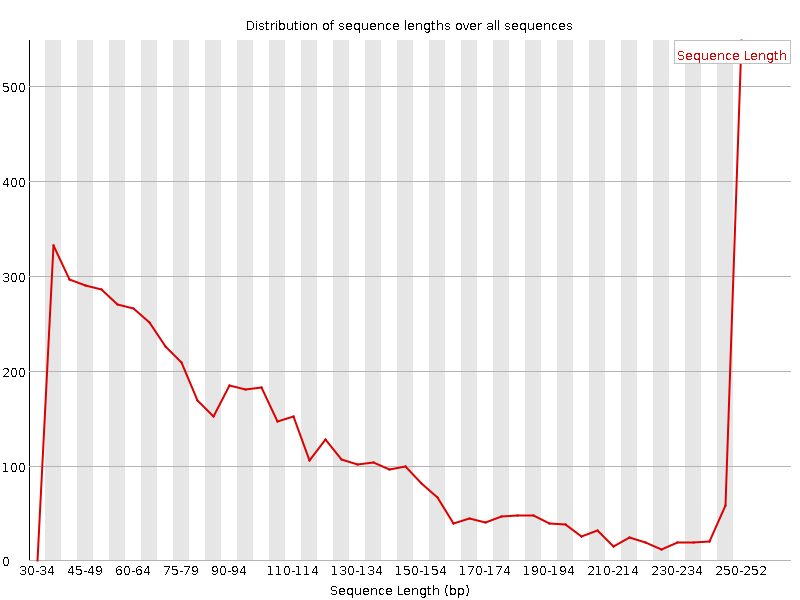 Distribution of sequence lengths over all sequences
Sequence Length
500
400
300
200
100
0
30-34 45-49 60-64 75-79 90-94 110-114 130-134 150-154 170-174 190-194 210-214 230-234 250-252
Sequence Length (bp)